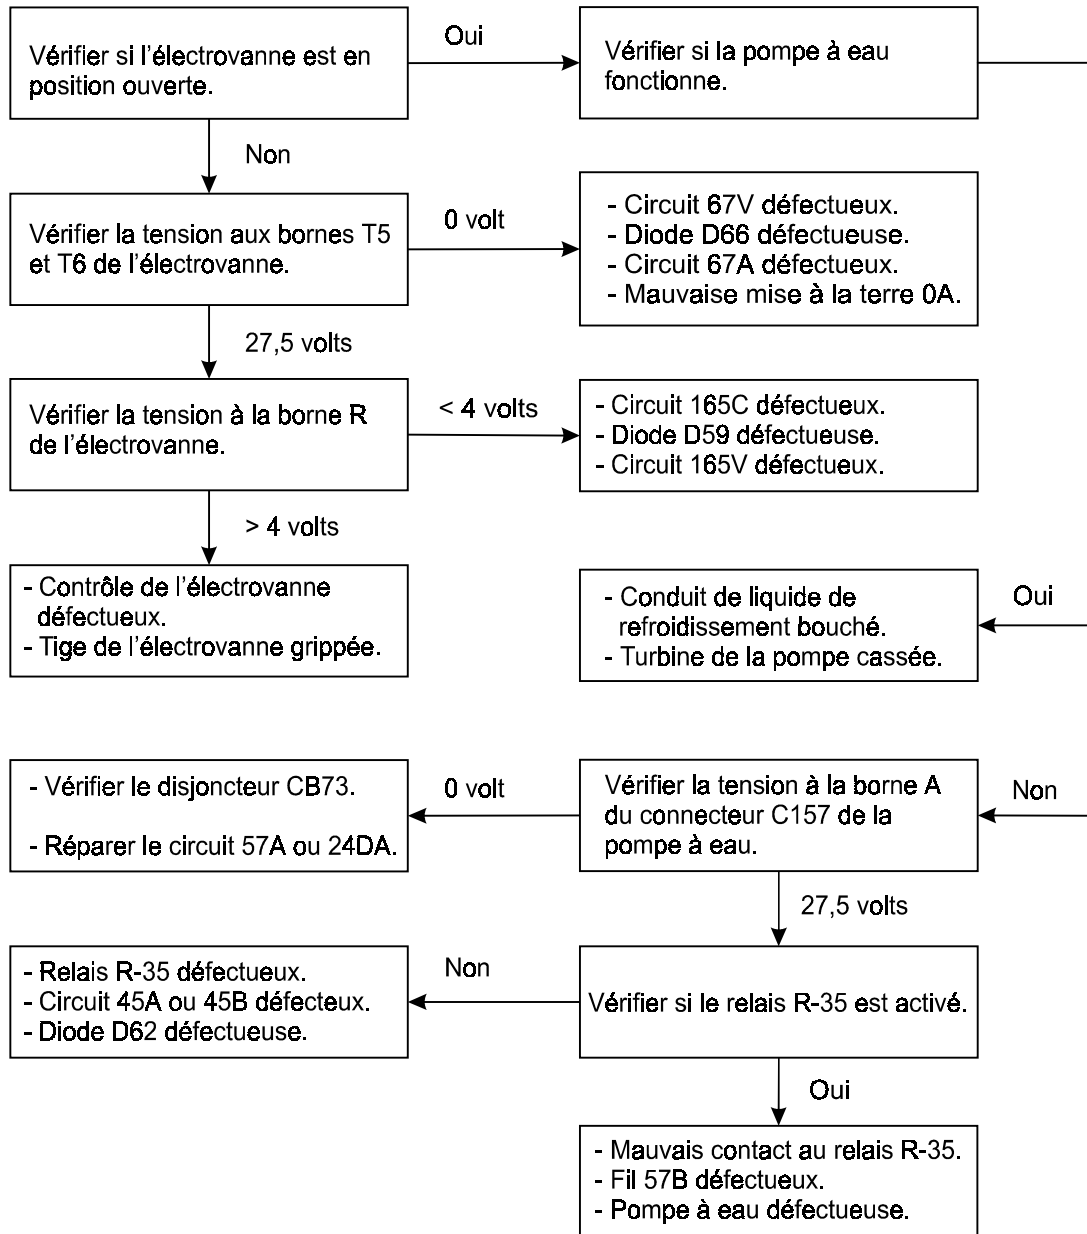 Vérifier si l'électrovanne est en
position ouverte.
Oui
Vérifier si la pompe à eau
fonctionne.
Non
Vérifier la tension aux bornes T5
et T6 de l'électrovanne.
0 volt
- Circuit 67V défectueux.
- Diode D66 défectueuse.
- Circuit 67A défectueux.
- Mauvaise mise à la terre 0A.
27,5 volts
Vérifier la tension à la borne R
de l'électrovanne.
< 4 volts
- Circuit 165C défectueux.
- Diode D59 défectueuse.
- Circuit 165V défectueux.
> 4 volts
- Contrôle de l'électrovanne
défectueux.
- Tige de l'électrovanne grippée.
- Conduit de liquide de
refroidissement bouché.
- Turbine de la pompe cassée.
Oui
- Vérifier le disjoncteur CB73.
- Réparer le circuit 57A ou 24DA.
0 volt
Vérifier la tension à la borne A
du connecteur C157 de la
pompe à eau.
Non
27,5 volts
- Relais R-35 défectueux.
- Circuit 45A ou 45B défecteux.
- Diode D62 défectueuse.
Non
Vérifier si le relais R-35 est activé.
Oui
- Mauvais contact au relais R-35.
- Fil 57B défectueux.
- Pompe à eau défectueuse.